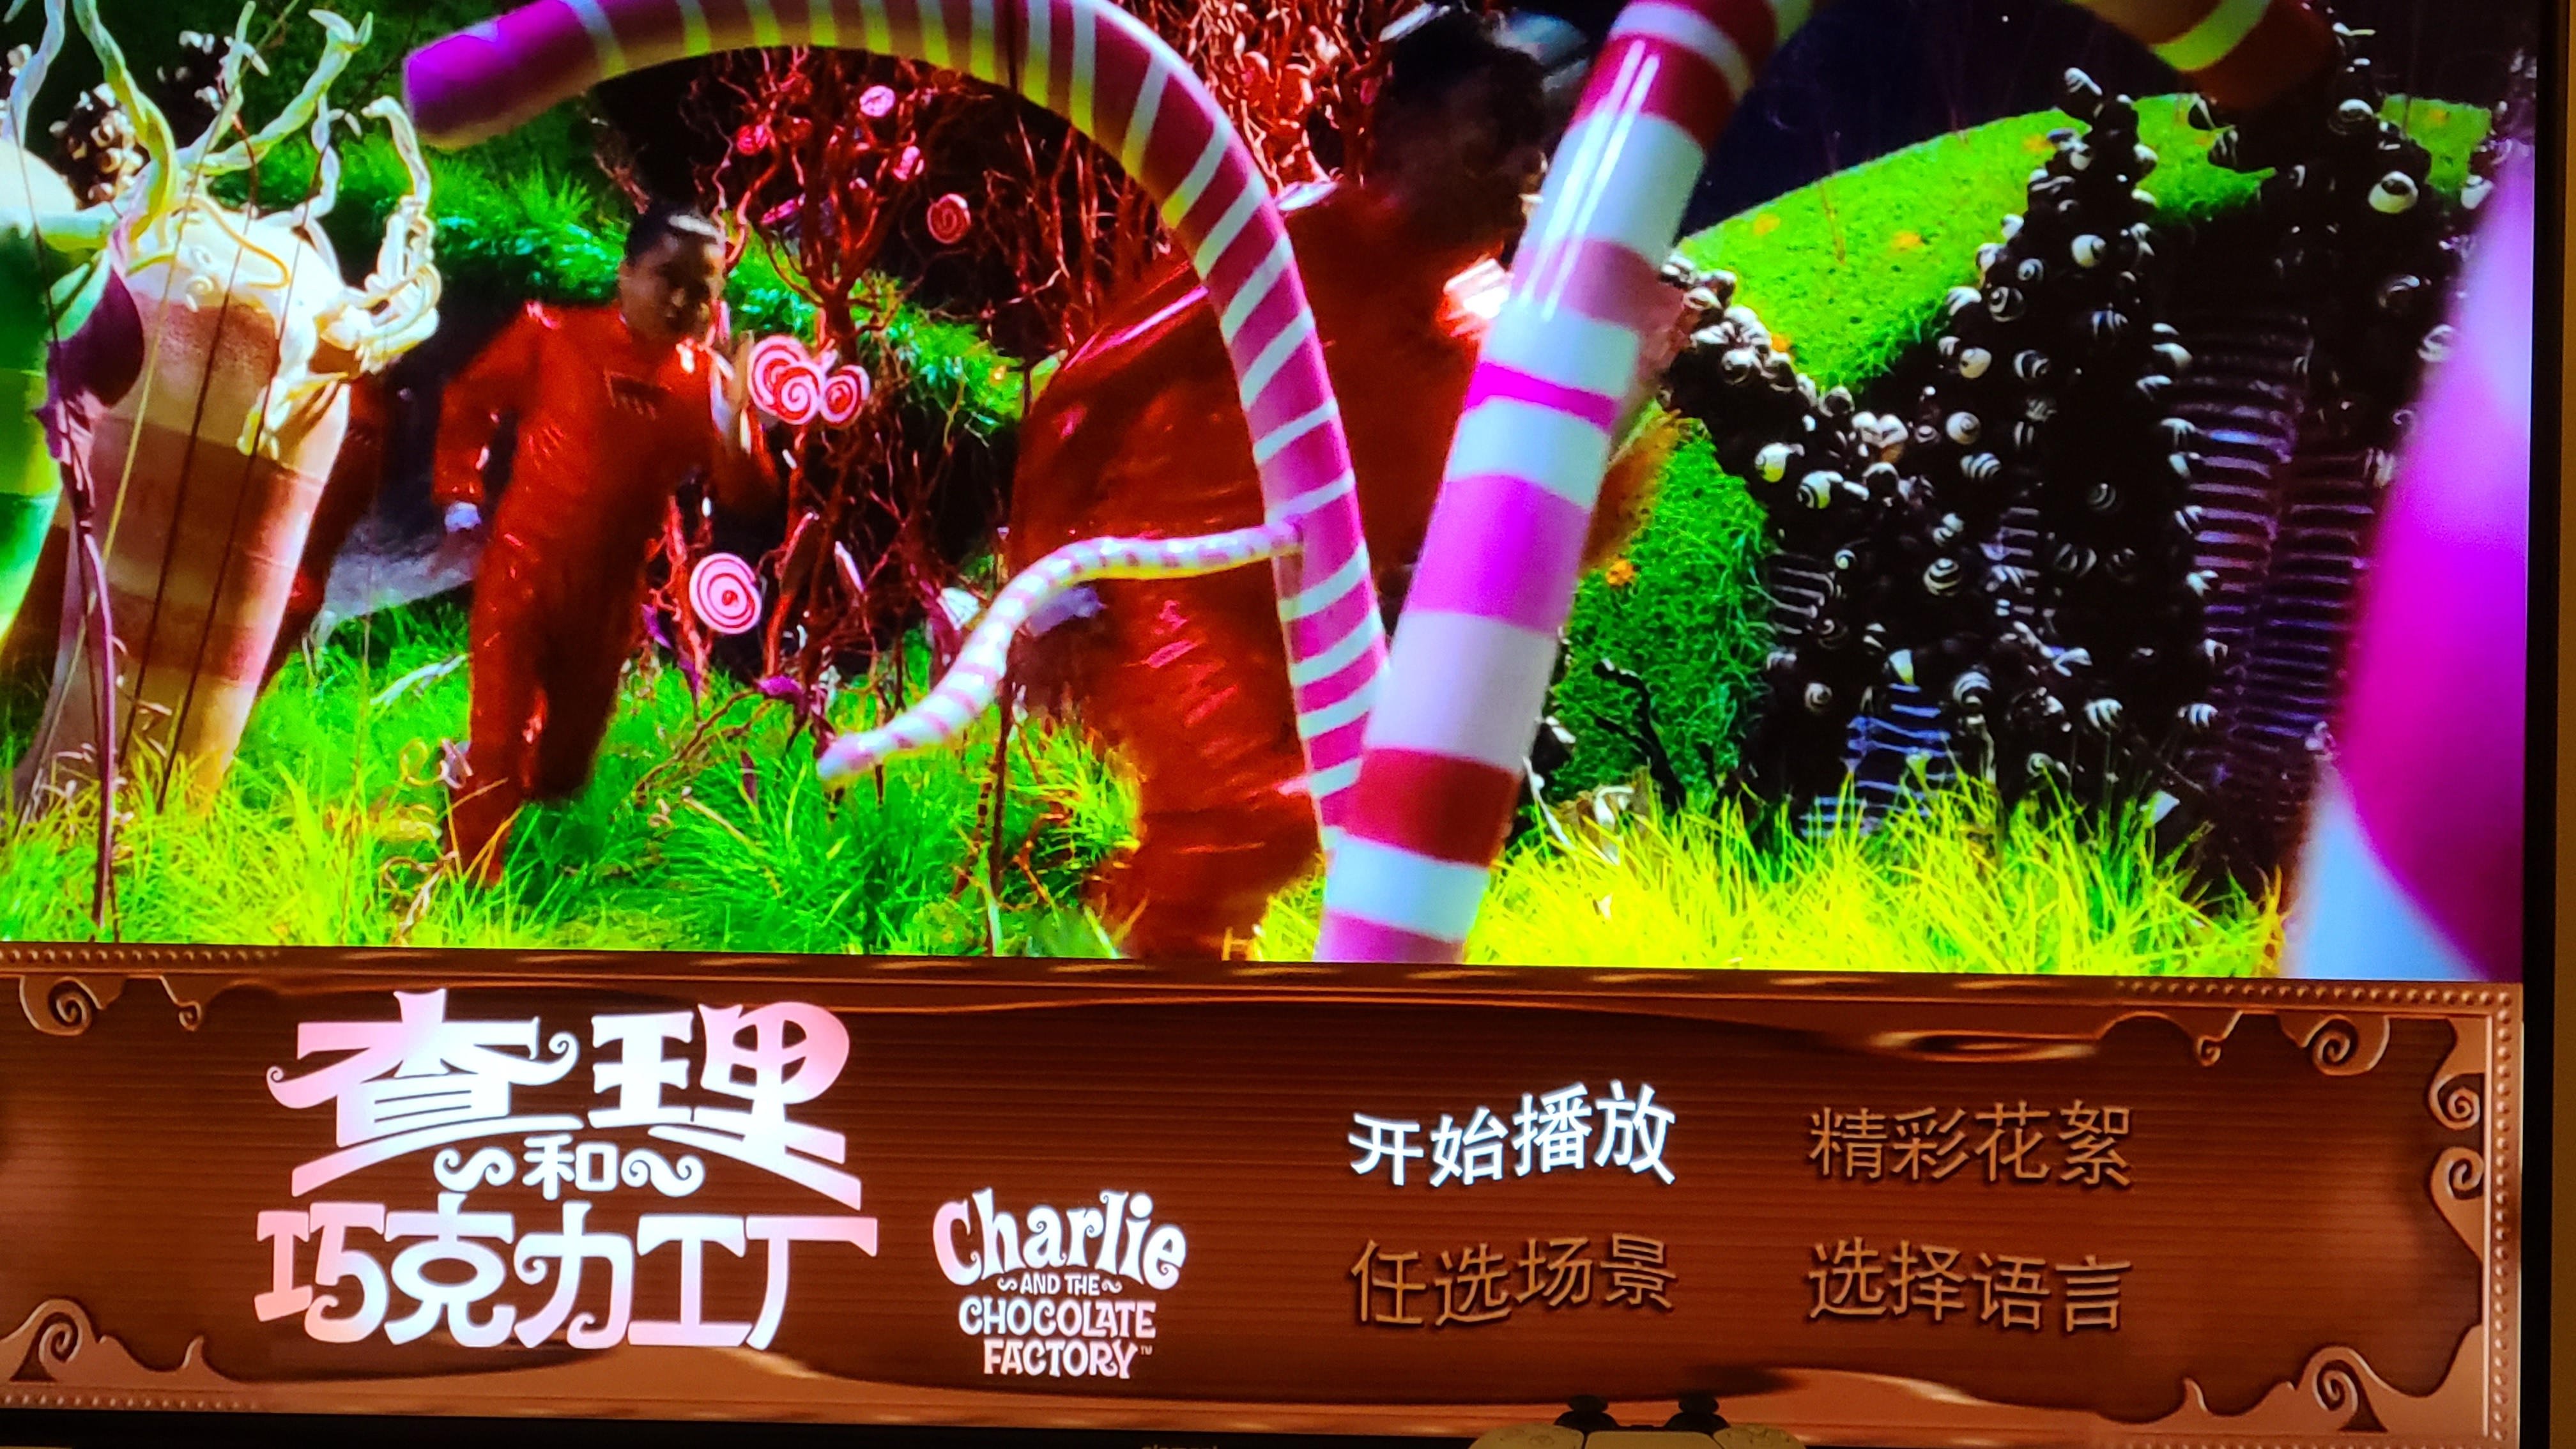 查理
和
巧克力工厂
Charlie
AND THE
CHOCOLATE
FACTORY™
开始播放
精彩花絮
任选场景
选择语言